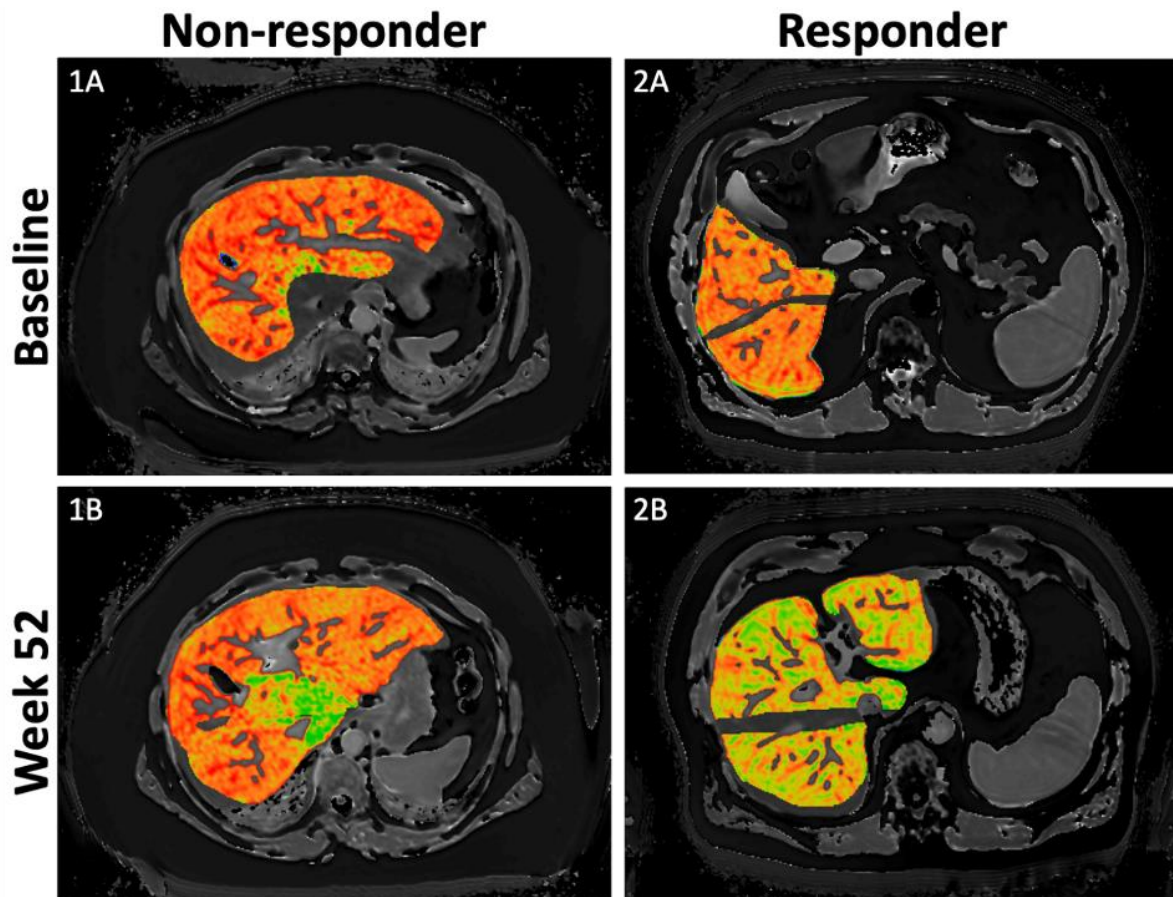 Non-responder
Responder
Baseline
1A
2A
Week 52
1B
2B